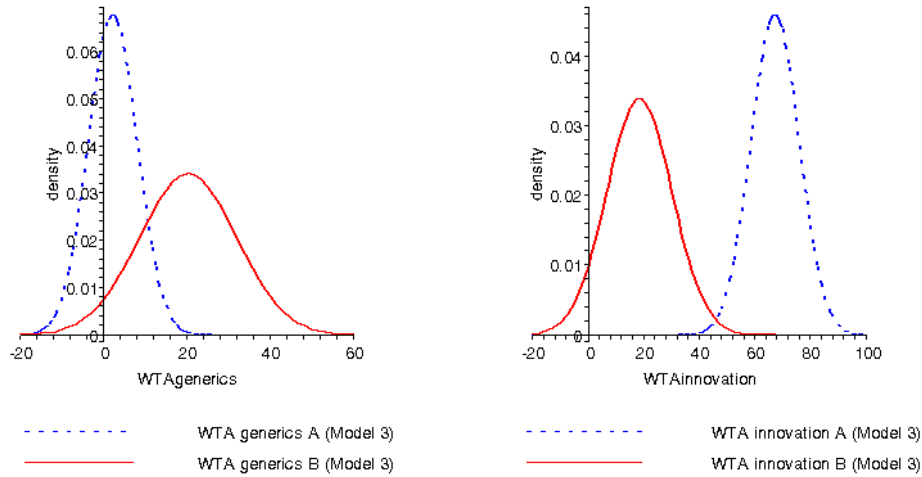 0.06
0.05
0.04
density
0.03
0.02
0.01
0
-20 0 20 40 60
WTAgenerics
WTA generics A (Model 3)
WTA generics B (Model 3)
0.04
0.03
density
0.02
0.01
0
-20 0 20 40 60 80 100
WTAinnovation
WTA innovation A (Model 3)
WTA innovation B (Model 3)